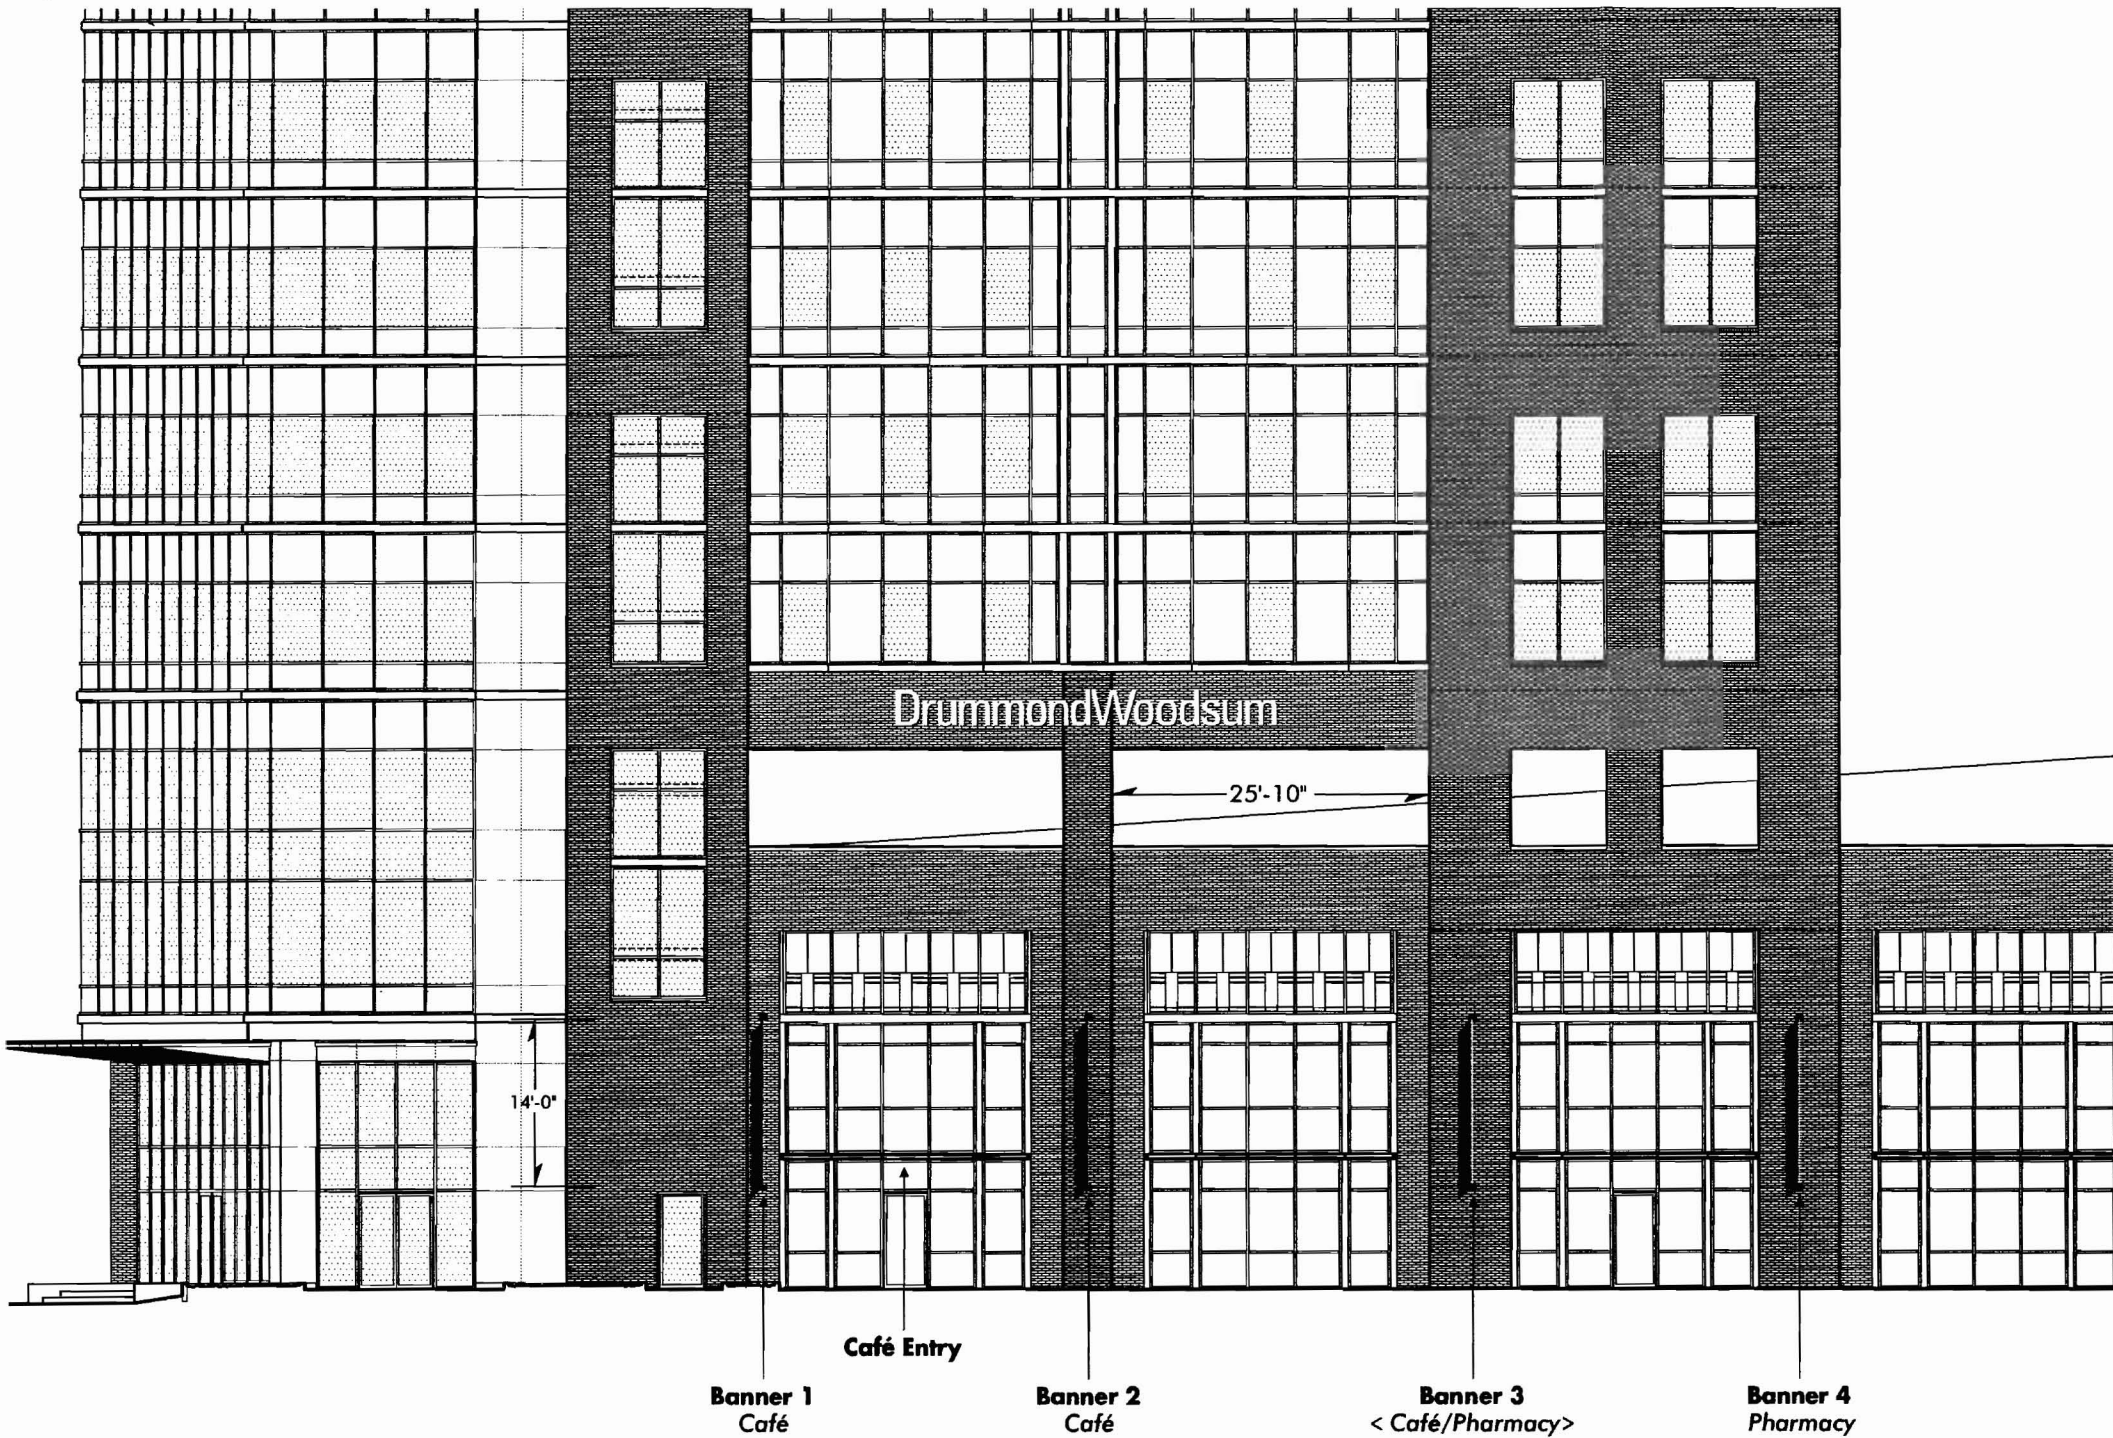 DrummondWoodsum
25'-10"
14'-0"
Café Entry
Banner 1
Café
Banner 2
Café
Banner 3
< Café/Pharmacy>
Banner 4
Pharmacy